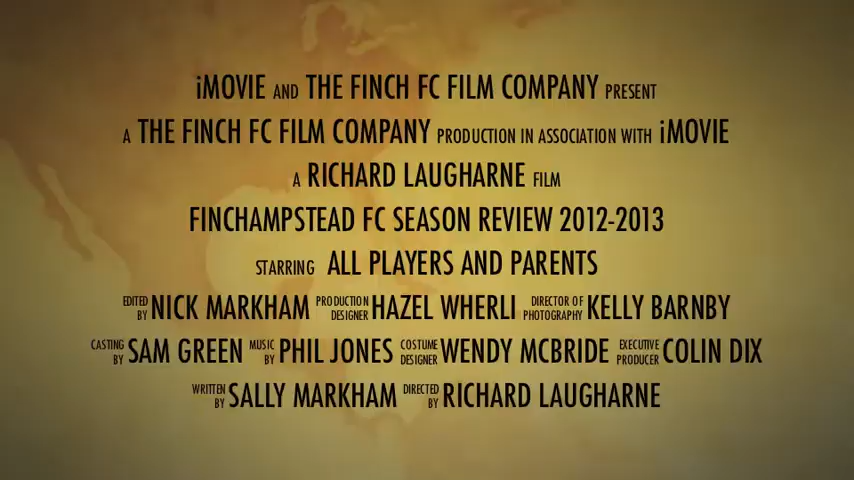 iMOVIE AND THE FINCH FC FILM COMPANY PRESENT
A THE FINCH FC FILM COMPANY PRODUCTION IN ASSOCIATION WITH iMOVIE
A RICHARD LAUGHARNE FILM
FINCHAMPSTEAD FC SEASON REVIEW 2012-2013
STARRING ALL PLAYERS AND PARENTS
EDITED BY NICK MARKHAM PRODUCTION DESIGNER HAZEL WHERLI DIRECTOR OF PHOTOGRAPHY KELLY BARNBY
CASTING BY SAM GREEN MUSIC BY PHIL JONES COSTUME DESIGNER WENDY MCBRIDE EXECUTIVE PRODUCER COLIN DIX
WRITTEN BY SALLY MARKHAM DIRECTED BY RICHARD LAUGHARNE